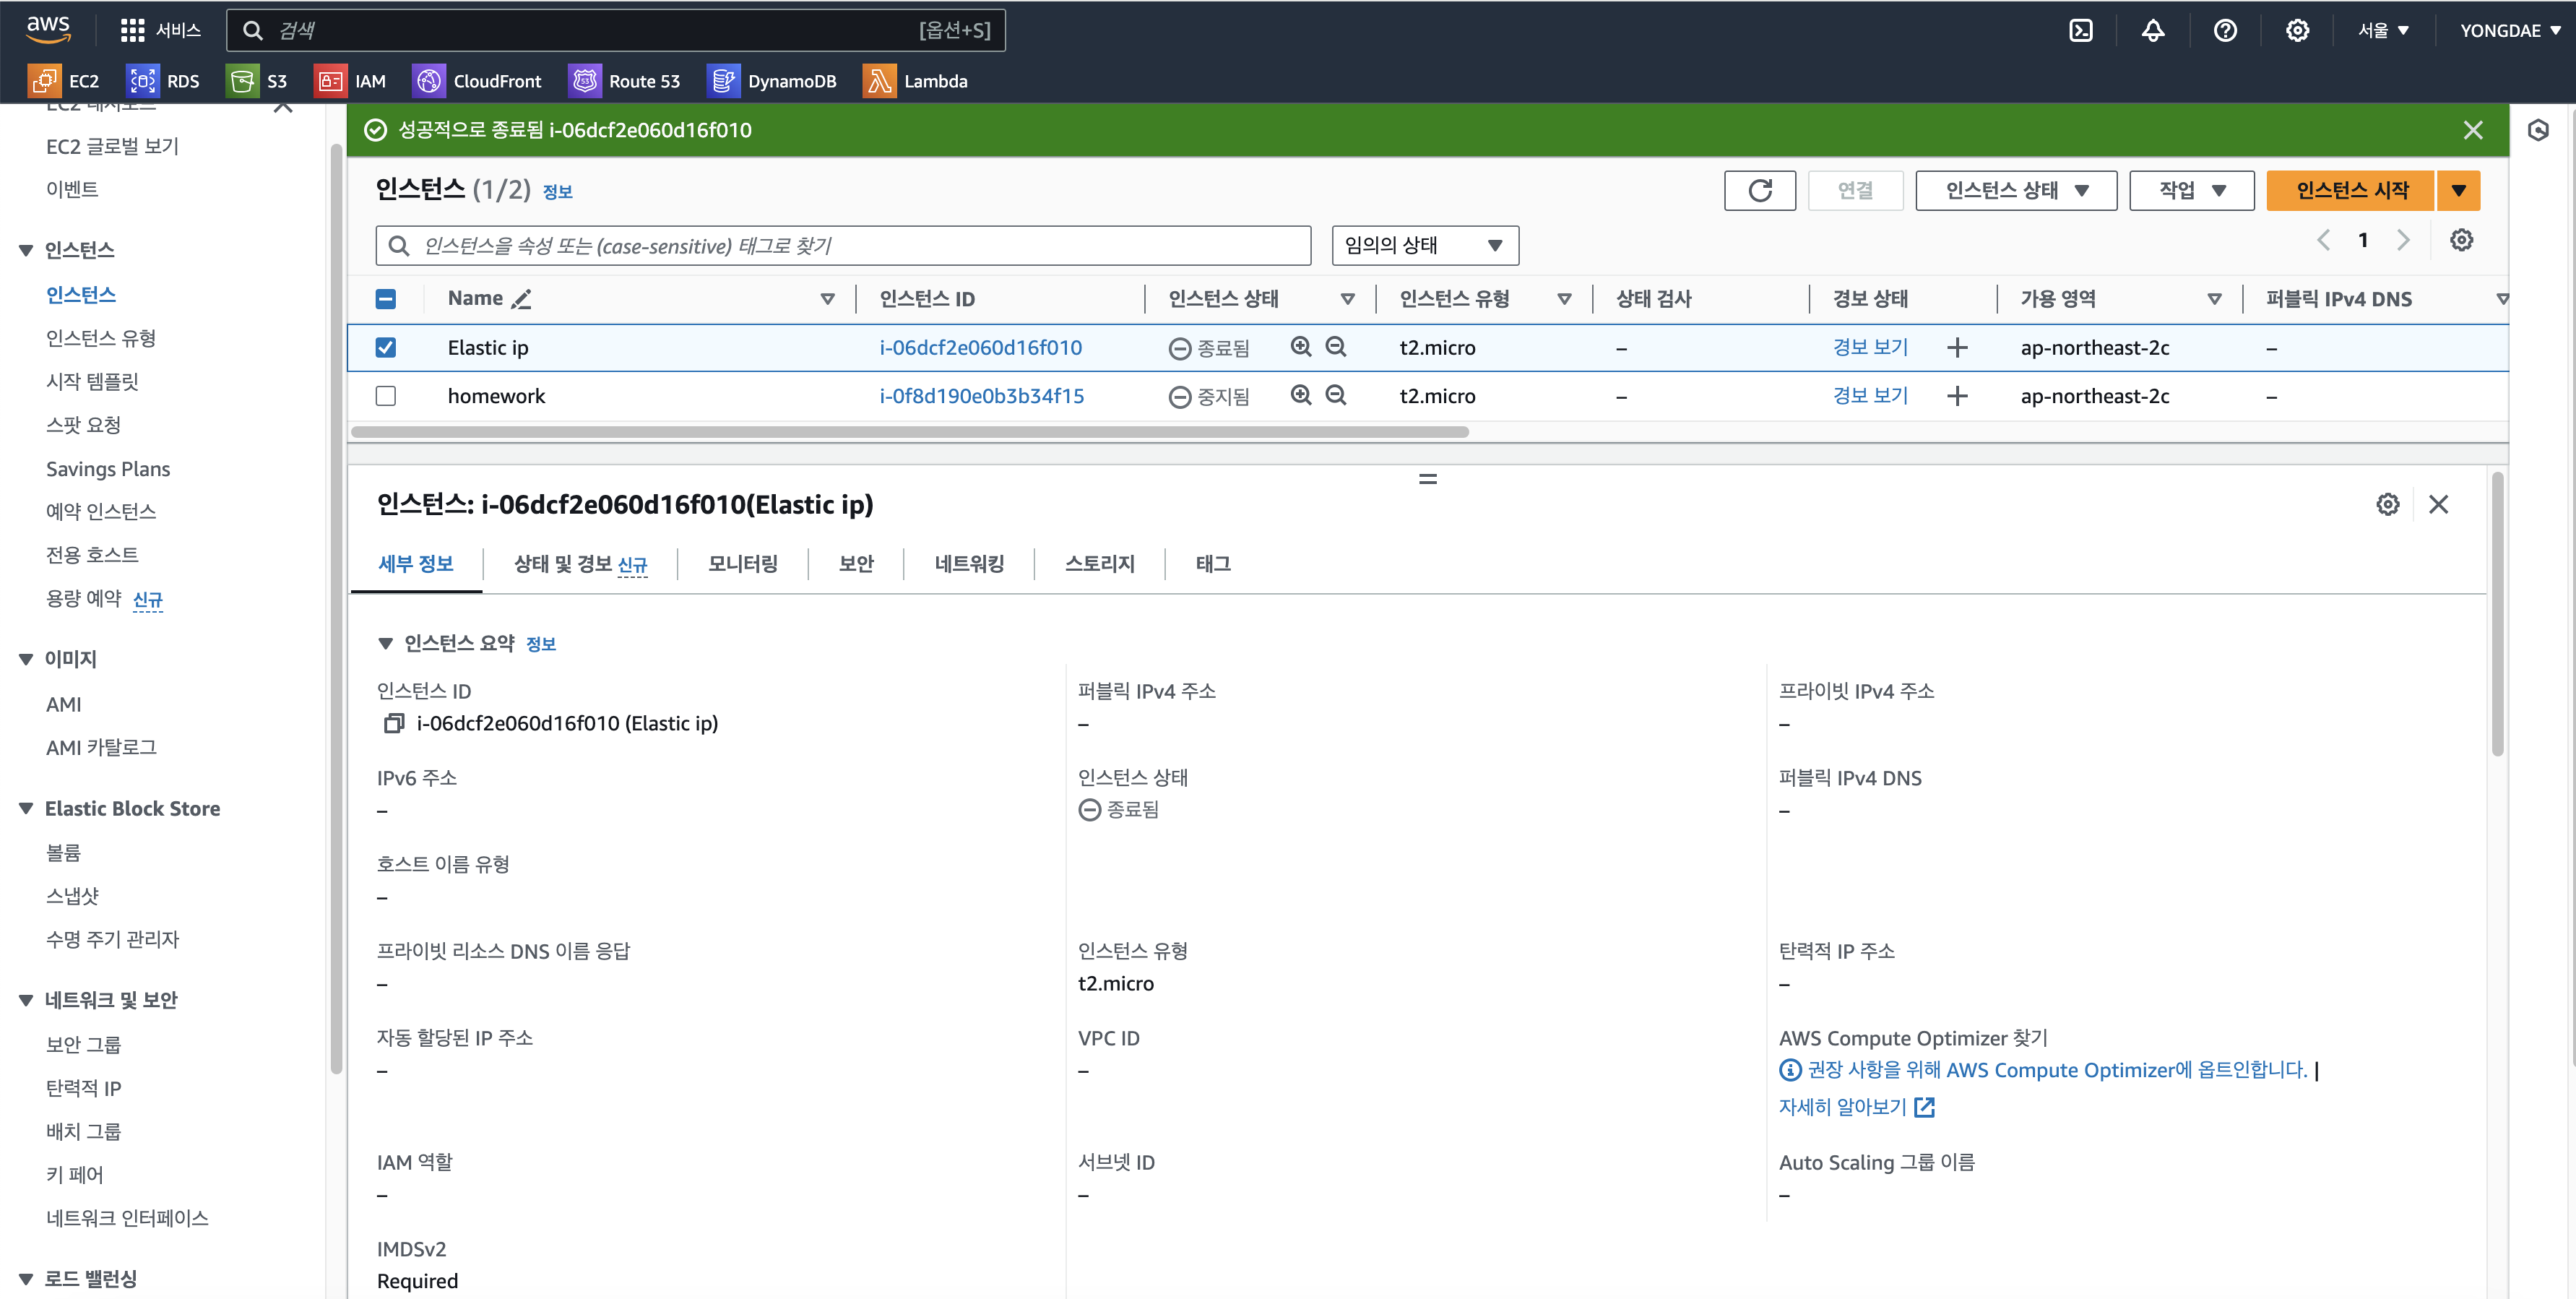 aws
서비스
검색
[옵션+S]
서울
YONGDAE
EC2
RDS
S3
IAM
CloudFront
Route 53
DynamoDB
Lambda
EC2 대시보드
EC2 글로벌 보기
이벤트
인스턴스
인스턴스
인스턴스 유형
시작 템플릿
스팟 요청
Savings Plans
예약 인스턴스
전용 호스트
용량 예약 신규
이미지
AMI
AMI 카탈로그
Elastic Block Store
볼륨
스냅샷
수명 주기 관리자
네트워크 및 보안
보안 그룹
탄력적 IP
배치 그룹
키 페어
네트워크 인터페이스
로드 밸런싱
성공적으로 종료됨 i-06dcf2e060d16f010
인스턴스 (1/2) 정보
연결
인스턴스 상태
작업
인스턴스 시작
인스턴스을 속성 또는 (case-sensitive) 태그로 찾기
임의의 상태
1
Name 인스턴스 ID 인스턴스 상태 인스턴스 유형 상태 검사 경보 상태 가용 영역 퍼블릭 IPv4 DNS
Elastic ip i-06dcf2e060d16f010 종료됨 t2.micro – 경보 보기 + ap-northeast-2c –
homework i-0f8d190e0b3b34f15 중지됨 t2.micro – 경보 보기 + ap-northeast-2c –
인스턴스: i-06dcf2e060d16f010(Elastic ip)
세부 정보 상태 및 경보 신규 모니터링 보안 네트워킹 스토리지 태그
인스턴스 요약 정보
인스턴스 ID
i-06dcf2e060d16f010 (Elastic ip)
퍼블릭 IPv4 주소
–
프라이빗 IPv4 주소
–
IPv6 주소
–
인스턴스 상태
종료됨
퍼블릭 IPv4 DNS
–
호스트 이름 유형
–
프라이빗 리소스 DNS 이름 응답
–
인스턴스 유형
t2.micro
탄력적 IP 주소
–
자동 할당된 IP 주소
–
VPC ID
–
AWS Compute Optimizer 찾기
권장 사항을 위해 AWS Compute Optimizer에 옵트인합니다. |
자세히 알아보기
IAM 역할
–
서브넷 ID
–
Auto Scaling 그룹 이름
–
IMDSv2
Required